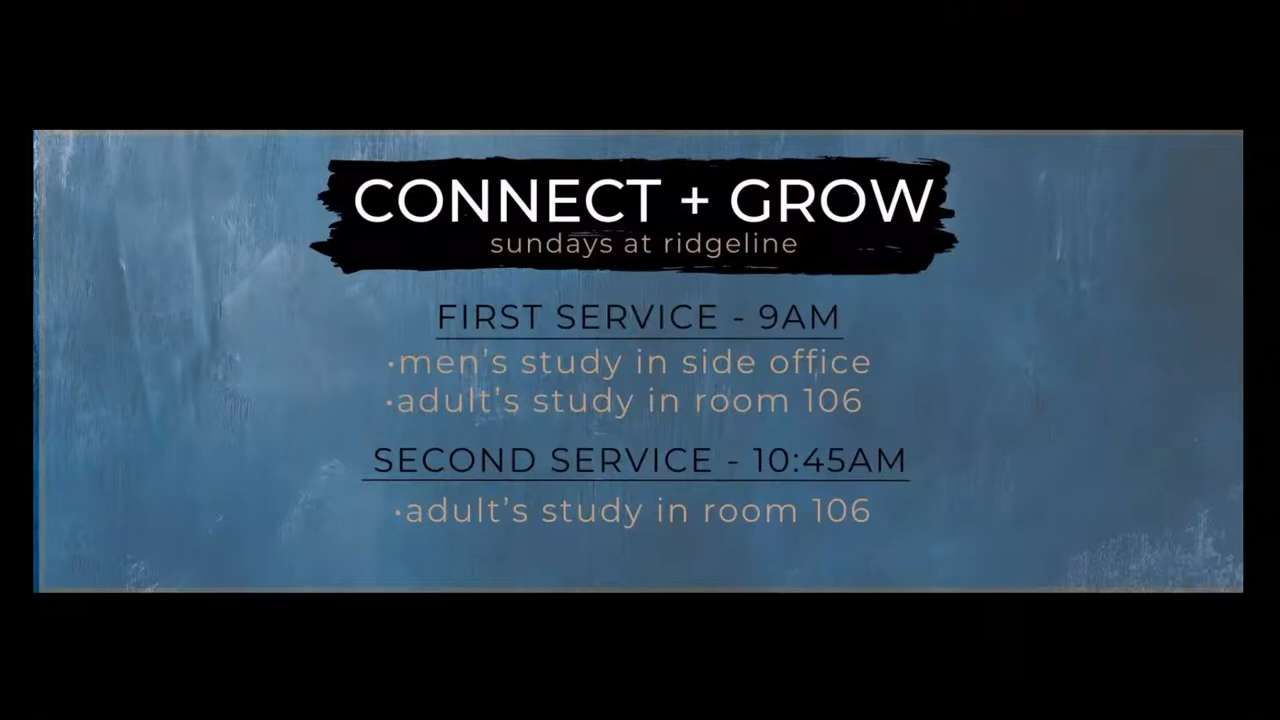 CONNECT + GROW
sundays at ridgeline
FIRST SERVICE - 9AM
•men’s study in side office
•adult’s study in room 106
SECOND SERVICE - 10:45AM
•adult’s study in room 106